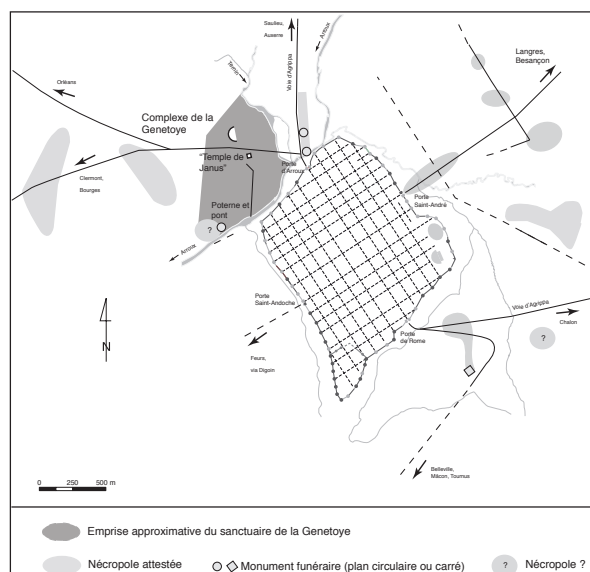 Saulieu,
Auxerre
Arroux
Voie d'Agrippa
Ternin
Langres,
Besançon
Orléans
Complexe de la
Genetoye
"Temple de
Janus"
Porte
d'Arroux
Clermont,
Bourges
Poterne et
pont
?
Porte
Saint-André
Arroux
Porte
Saint-Andoche
Voie d'Agrippa
Chalon
Porte
de Rome
?
N
Feurs,
via Digoin
Belleville,
Mâcon, Tournus
0 250 500 m
Emprise approximative du sanctuaire de la Genetoye
Nécropole attestée
Monument funéraire (plan circulaire ou carré)
? Nécropole ?